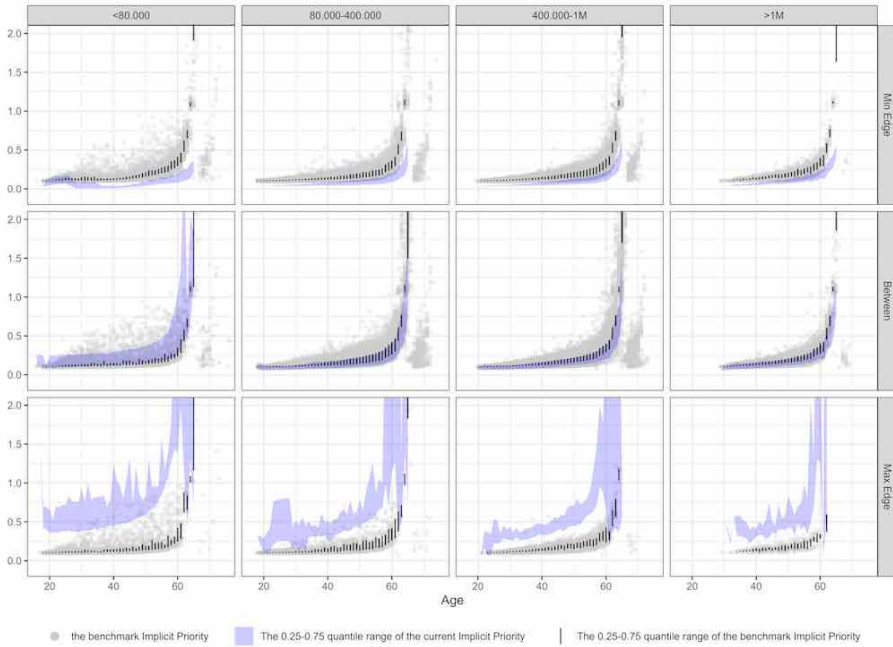 <80.000 80.000-400.000 400.000-1M >1M
2.0
1.5
1.0
0.5
0.0
Min Edge
2.0
1.5
1.0
0.5
0.0
Between
2.0
1.5
1.0
0.5
0.0
Max Edge
20 40 60 20 40 60 20 40 60 20 40 60
Age
the benchmark Implicit Priority The 0.25-0.75 quantile range of the current Implicit Priority The 0.25-0.75 quantile range of the benchmark Implicit Priority